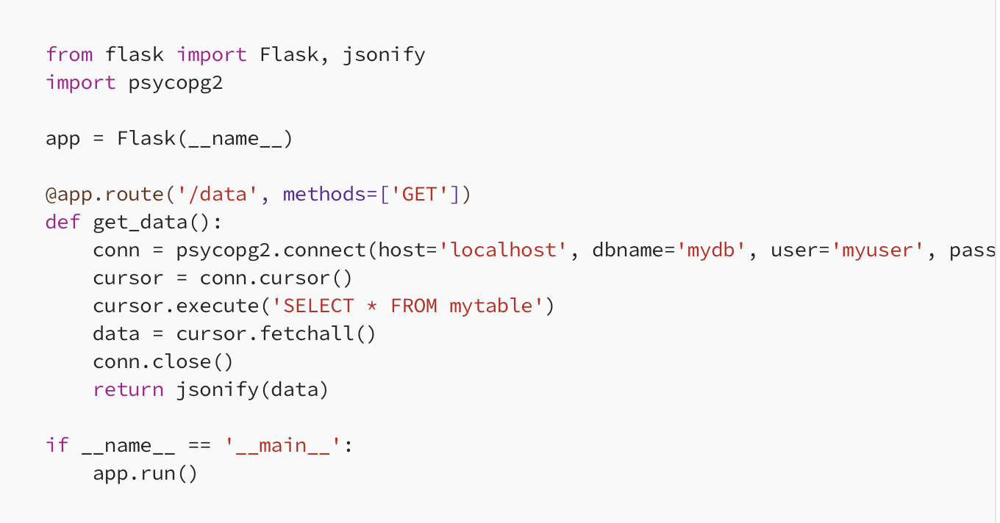 from flask import Flask, jsonify
import psycopg2

app = Flask(__name__)

@app.route('/data', methods=['GET'])
def get_data():
    conn = psycopg2.connect(host='localhost', dbname='mydb', user='myuser', pass
    cursor = conn.cursor()
    cursor.execute('SELECT * FROM mytable')
    data = cursor.fetchall()
    conn.close()
    return jsonify(data)

if __name__ == '__main__':
    app.run()